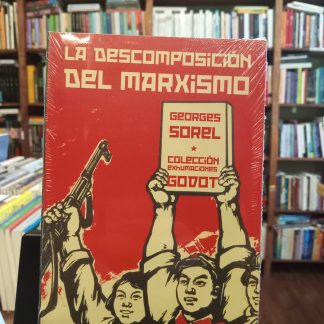 LA DESCOMPOSICIÓN
DEL MARXISMO
GEORGES
SOREL
COLECCIÓN
EXHUMACIONES
GODOT